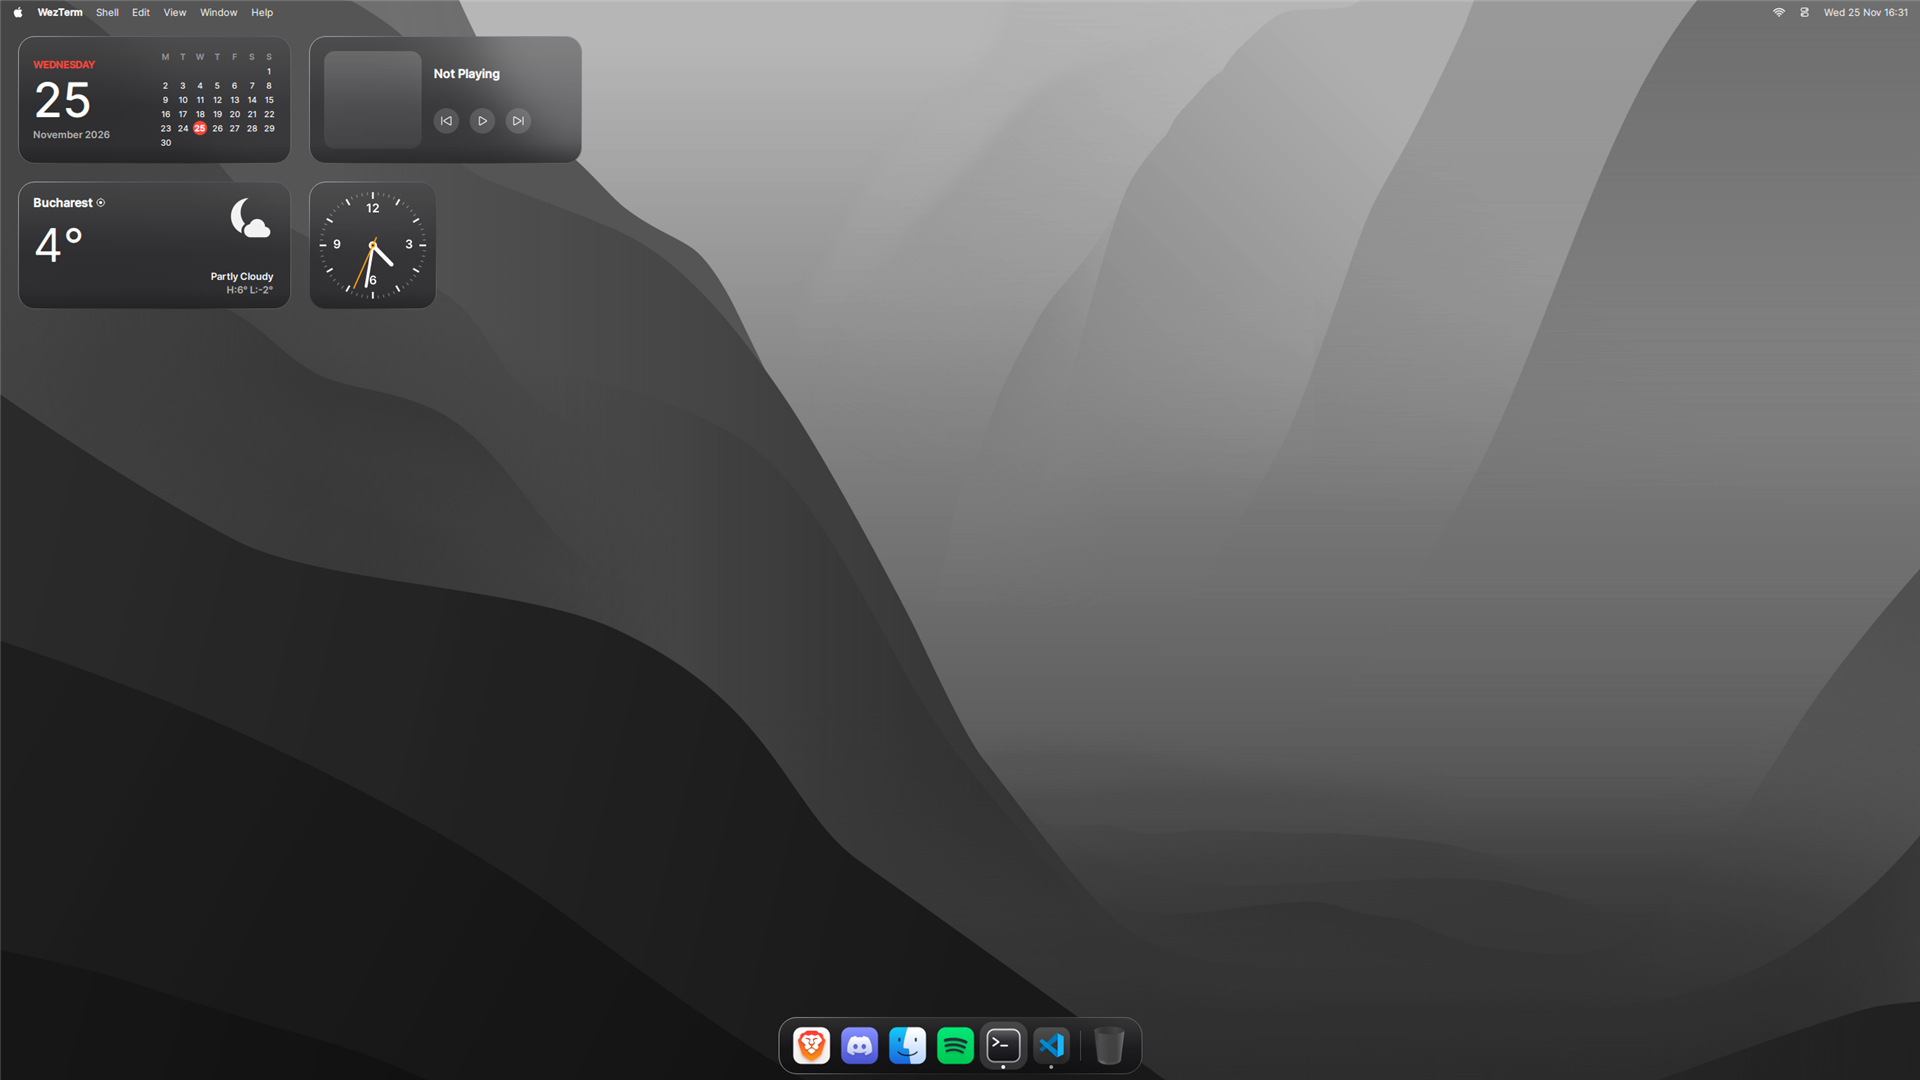 WezTerm Shell Edit View Window Help
Wed 25 Nov 16:31
WEDNESDAY
25
November 2026
M T W T F S S
1
2 3 4 5 6 7 8
9 10 11 12 13 14 15
16 17 18 19 20 21 22
23 24 25 26 27 28 29
30
Not Playing
Bucharest
4°
Partly Cloudy
H:6° L:-2°
12
9 3
6